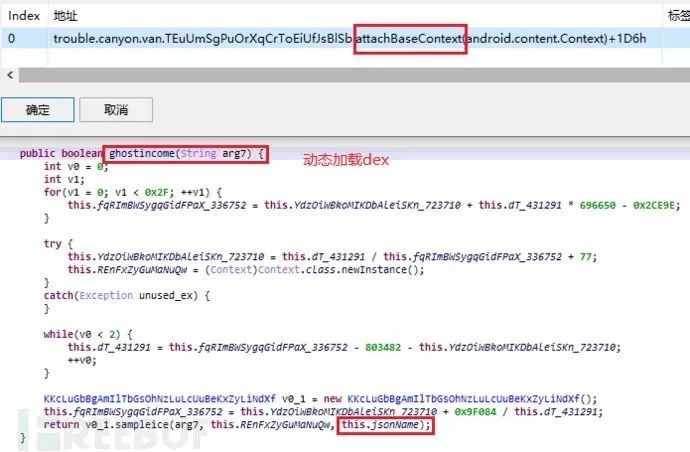 Index
地址
标签
0
trouble.canyon.van.TEuUmSgPuOrXqCrToEiUfJsBlSb attachBaseContext(android.content.Context)+1D6h
确定
取消
public boolean ghostincome(String arg7) {
动态加载dex
int v0 = 0;
int v1;
for(v1 = 0; v1 < 0x2F; ++v1) {
this.fqRImBWSygqGidFPaX_336752 = this.YdzOiWBkoMIKDbALeiSKn_723710 + this.dT_431291 * 696650 - 0x2CE9E;
}
try {
this.YdzOiWBkoMIKDbALeiSKn_723710 = this.dT_431291 / this.fqRImBWSygqGidFPaX_336752 + 77;
this.REnFxZyGuMaNuQw = (Context)Context.class.newInstance();
}
catch(Exception unused_ex) {
}
while(v0 < 2) {
this.dT_431291 = this.fqRImBWSygqGidFPaX_336752 - 803482 - this.YdzOiWBkoMIKDbALeiSKn_723710;
++v0;
}
KKcLuGbBgAmIlTbGsOhNzLuLcUuBeKxZyLiNdXf v0_1 = new KKcLuGbBgAmIlTbGsOhNzLuLcUuBeKxZyLiNdXf();
this.fqRImBWSygqGidFPaX_336752 = this.YdzOiWBkoMIKDbALeiSKn_723710 + 0x9F084 / this.dT_431291;
return v0_1.sampleice(arg7, this.REnFxZyGuMaNuQw, this.jsonName);
}
FREEBUF